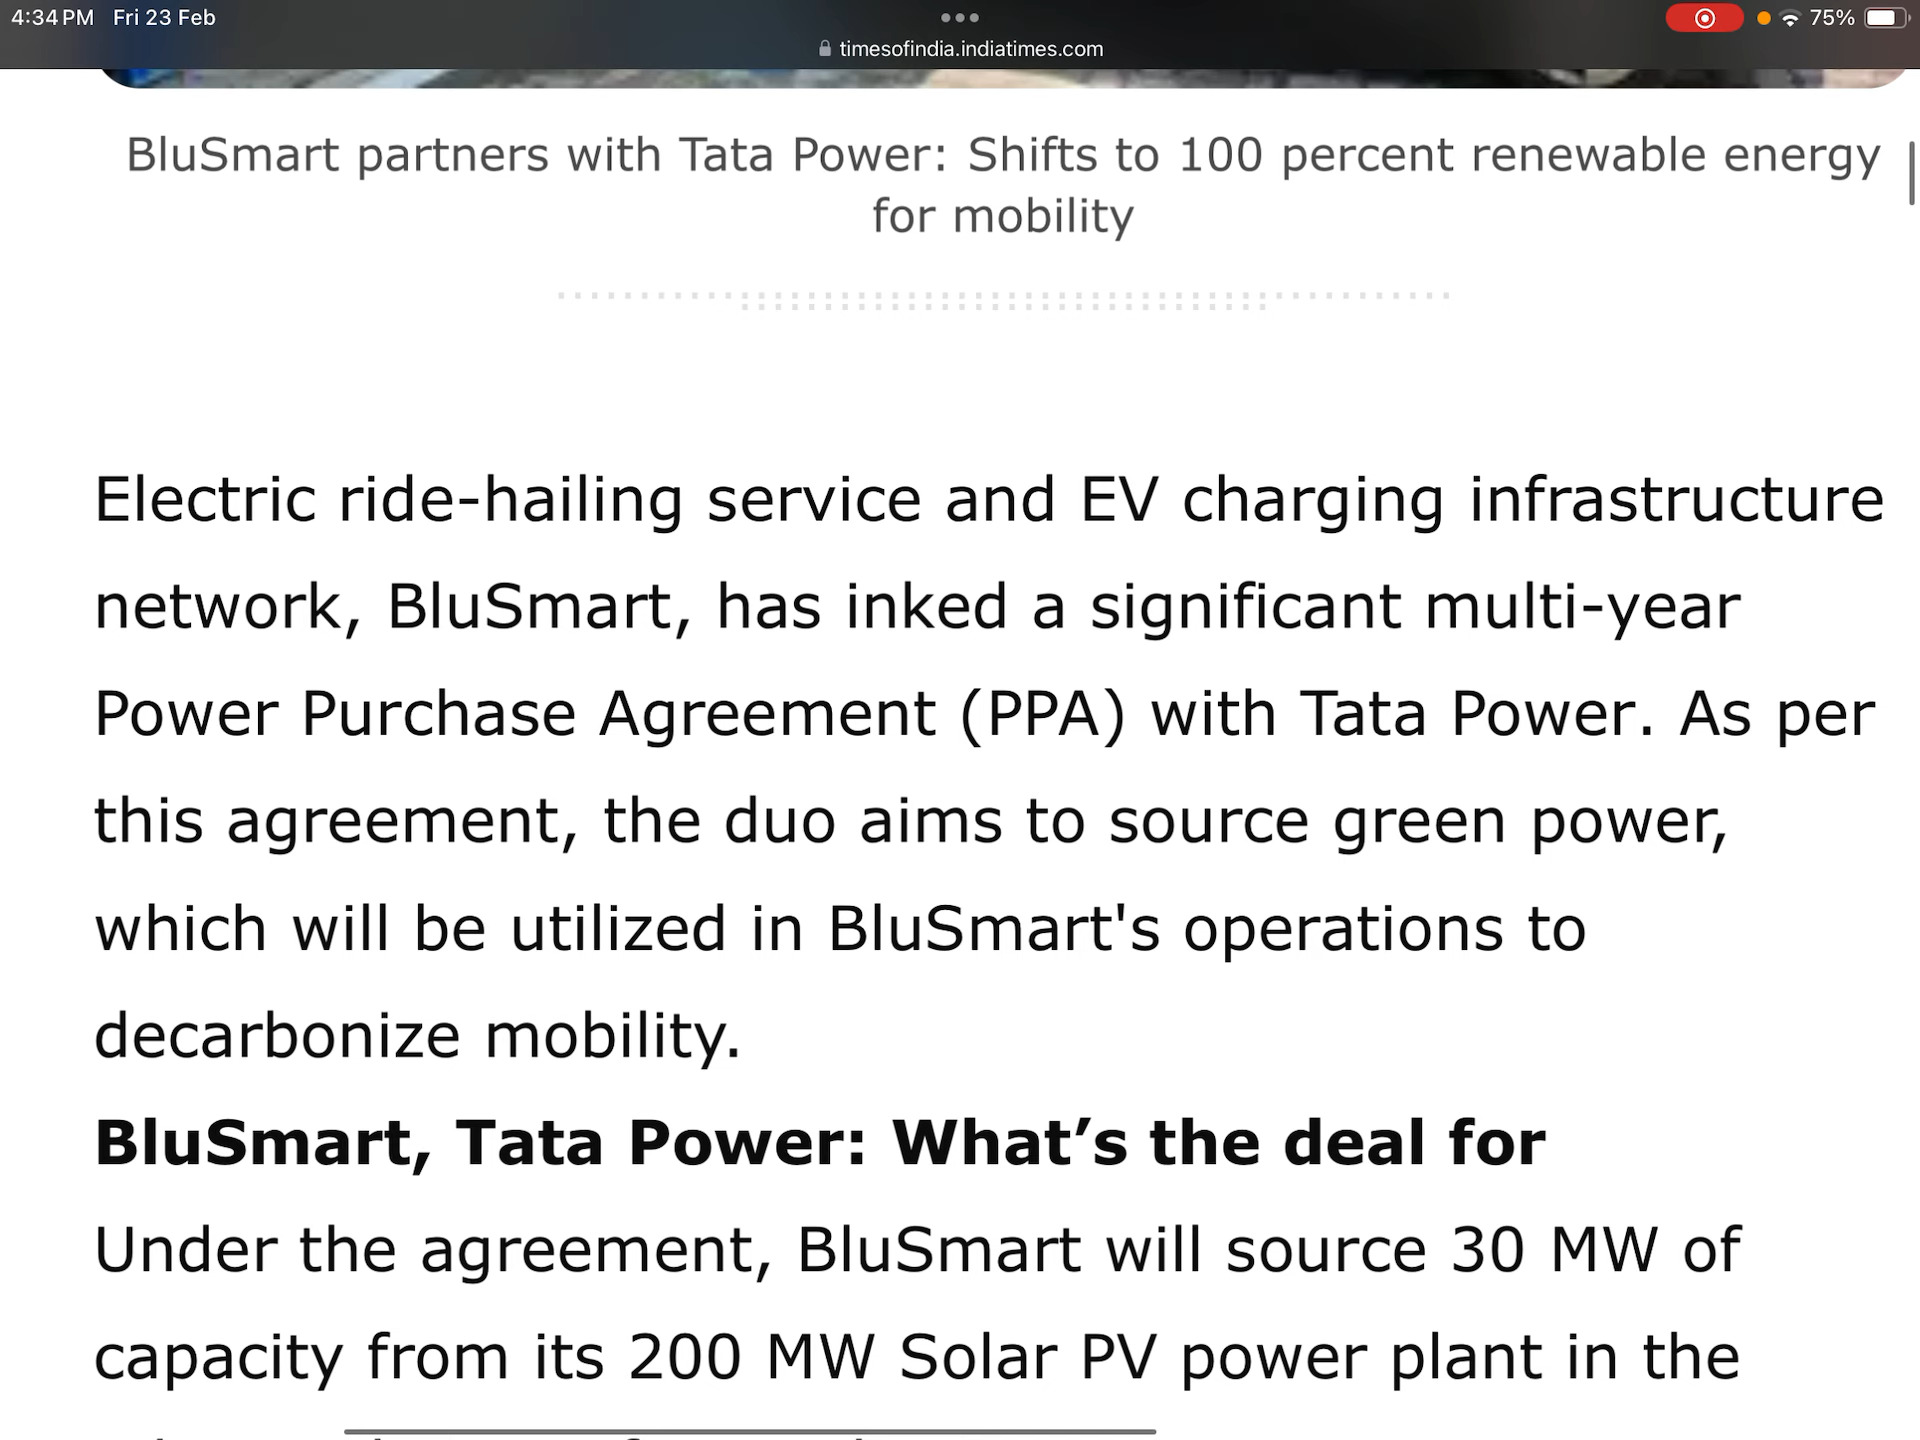 4:34 PM Fri 23 Feb
75%
timesofindia.indiatimes.com
BluSmart partners with Tata Power: Shifts to 100 percent renewable energy
for mobility
Electric ride-hailing service and EV charging infrastructure
network, BluSmart, has inked a significant multi-year
Power Purchase Agreement (PPA) with Tata Power. As per
this agreement, the duo aims to source green power,
which will be utilized in BluSmart's operations to
decarbonize mobility.
BluSmart, Tata Power: What’s the deal for
Under the agreement, BluSmart will source 30 MW of
capacity from its 200 MW Solar PV power plant in the